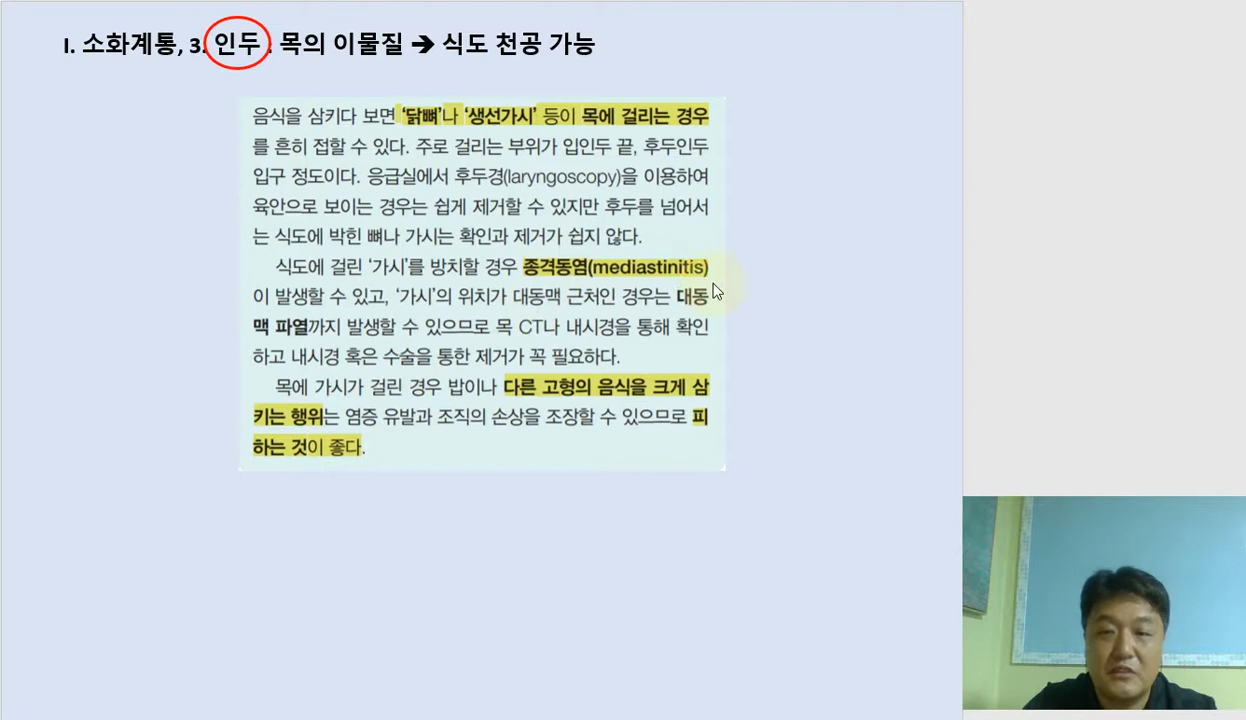 I. 소화계통, 3. 인두 : 목의 이물질 ➔ 식도 천공 가능
음식을 삼키다 보면 ‘닭뼈’나 ‘생선가시’ 등이 목에 걸리는 경우
를 흔히 접할 수 있다. 주로 걸리는 부위가 입인두 끝, 후두인두
입구 정도이다. 응급실에서 후두경(laryngoscopy)을 이용하여
육안으로 보이는 경우는 쉽게 제거할 수 있지만 후두를 넘어서
는 식도에 박힌 뼈나 가시는 확인과 제거가 쉽지 않다.
식도에 걸린 ‘가시’를 방치할 경우 종격동염(mediastinitis)
이 발생할 수 있고, ‘가시’의 위치가 대동맥 근처인 경우는 대동
맥 파열까지 발생할 수 있으므로 목 CT나 내시경을 통해 확인
하고 내시경 혹은 수술을 통한 제거가 꼭 필요하다.
목에 가시가 걸린 경우 밥이나 다른 고형의 음식을 크게 삼
키는 행위는 염증 유발과 조직의 손상을 조장할 수 있으므로 피
하는 것이 좋다.